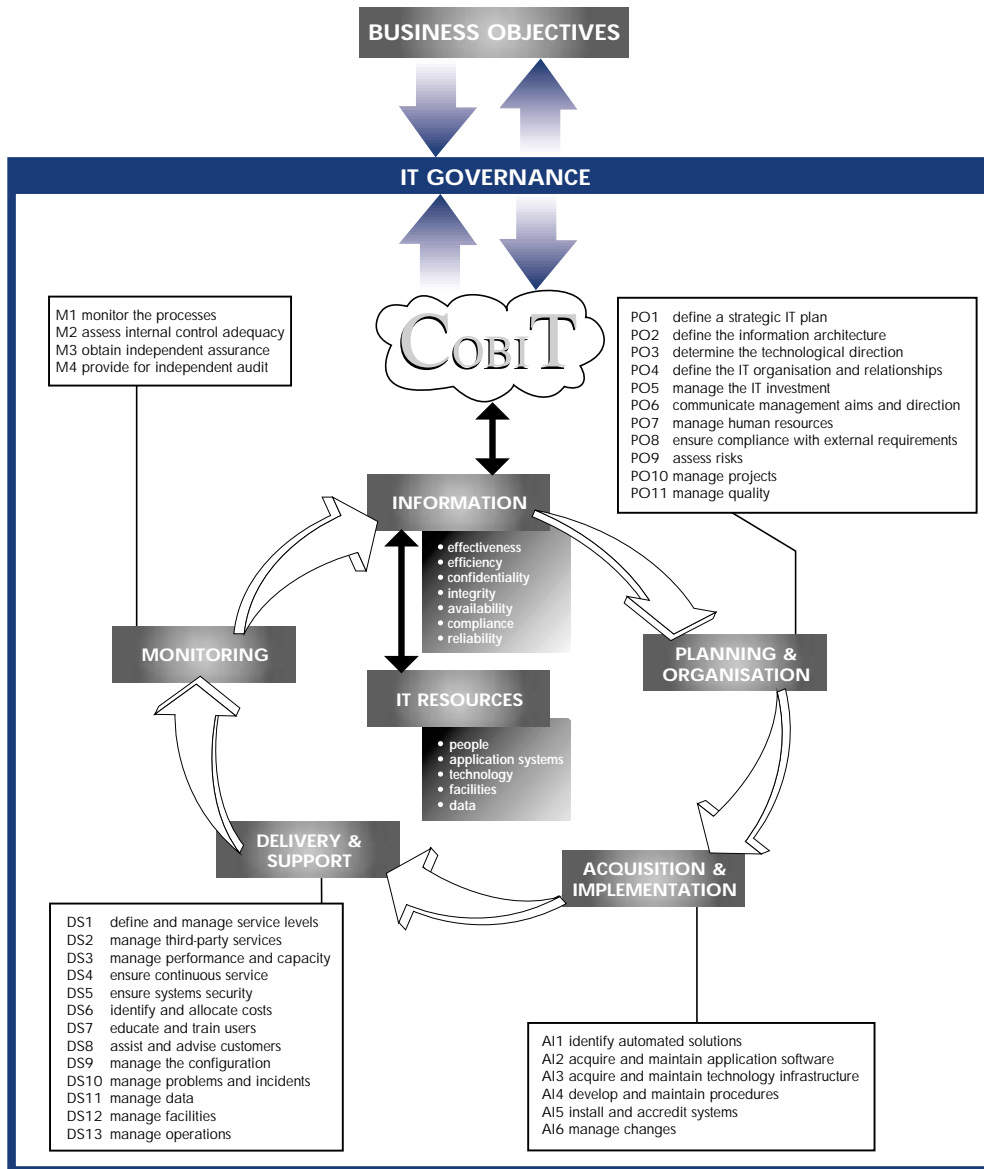 BUSINESS OBJECTIVES
IT GOVERNANCE
COBIT
M1 monitor the processes
M2 assess internal control adequacy
M3 obtain independent assurance
M4 provide for independent audit
PO1 define a strategic IT plan
PO2 define the information architecture
PO3 determine the technological direction
PO4 define the IT organisation and relationships
PO5 manage the IT investment
PO6 communicate management aims and direction
PO7 manage human resources
PO8 ensure compliance with external requirements
PO9 assess risks
PO10 manage projects
PO11 manage quality
INFORMATION
• effectiveness
• efficiency
• confidentiality
• integrity
• availability
• compliance
• reliability
MONITORING
PLANNING &
ORGANISATION
IT RESOURCES
• people
• application systems
• technology
• facilities
• data
DELIVERY &
SUPPORT
ACQUISITION &
IMPLEMENTATION
DS1 define and manage service levels
DS2 manage third-party services
DS3 manage performance and capacity
DS4 ensure continuous service
DS5 ensure systems security
DS6 identify and allocate costs
DS7 educate and train users
DS8 assist and advise customers
DS9 manage the configuration
DS10 manage problems and incidents
DS11 manage data
DS12 manage facilities
DS13 manage operations
AI1 identify automated solutions
AI2 acquire and maintain application software
AI3 acquire and maintain technology infrastructure
AI4 develop and maintain procedures
AI5 install and accredit systems
AI6 manage changes